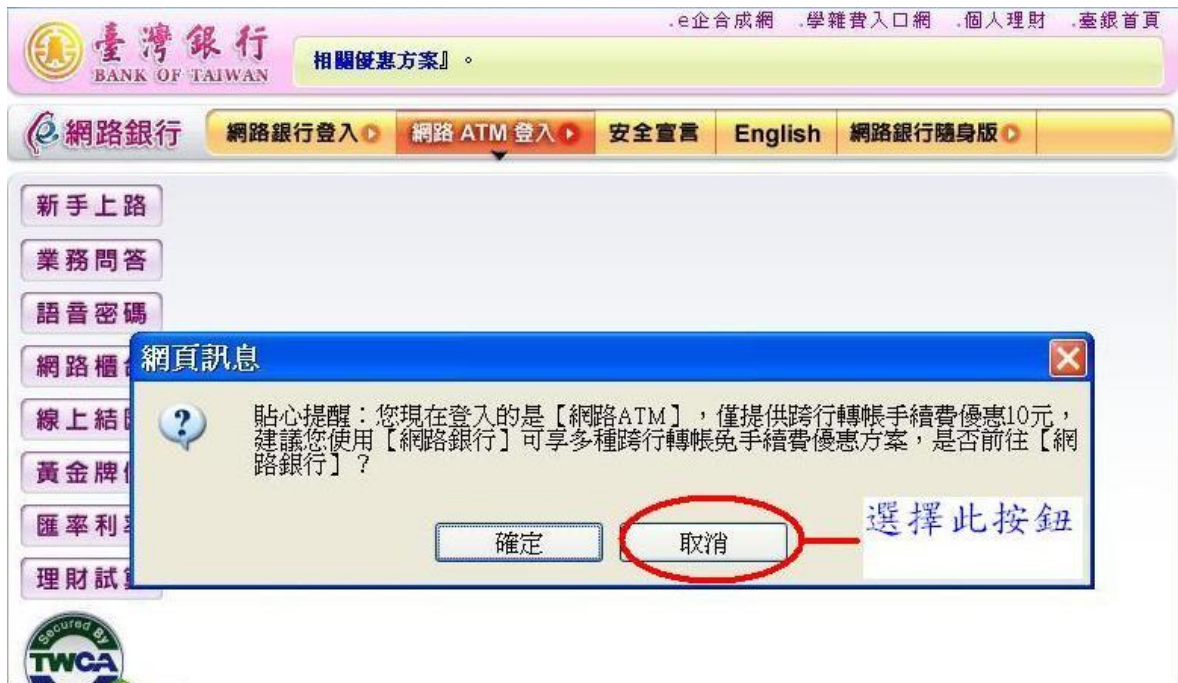 .e企合成網 .學雜費入口網 .個人理財 .臺銀首頁
臺灣銀行
BANK OF TAIWAN
相關優惠方案』。
e網路銀行
網路銀行登入 網路 ATM 登入 安全宣言 English 網路銀行隨身版
新手上路
業務問答
語音密碼
網路櫃
線上結
黃金牌
匯率利
理財試
網頁訊息
貼心提醒：您現在登入的是【網路ATM】，僅提供跨行轉帳手續費優惠10元，
建議您使用【網路銀行】可享多種跨行轉帳免手續費優惠方案，是否前往【網
路銀行】？
確定 取消
選擇此按鈕
Secured By
TWCA